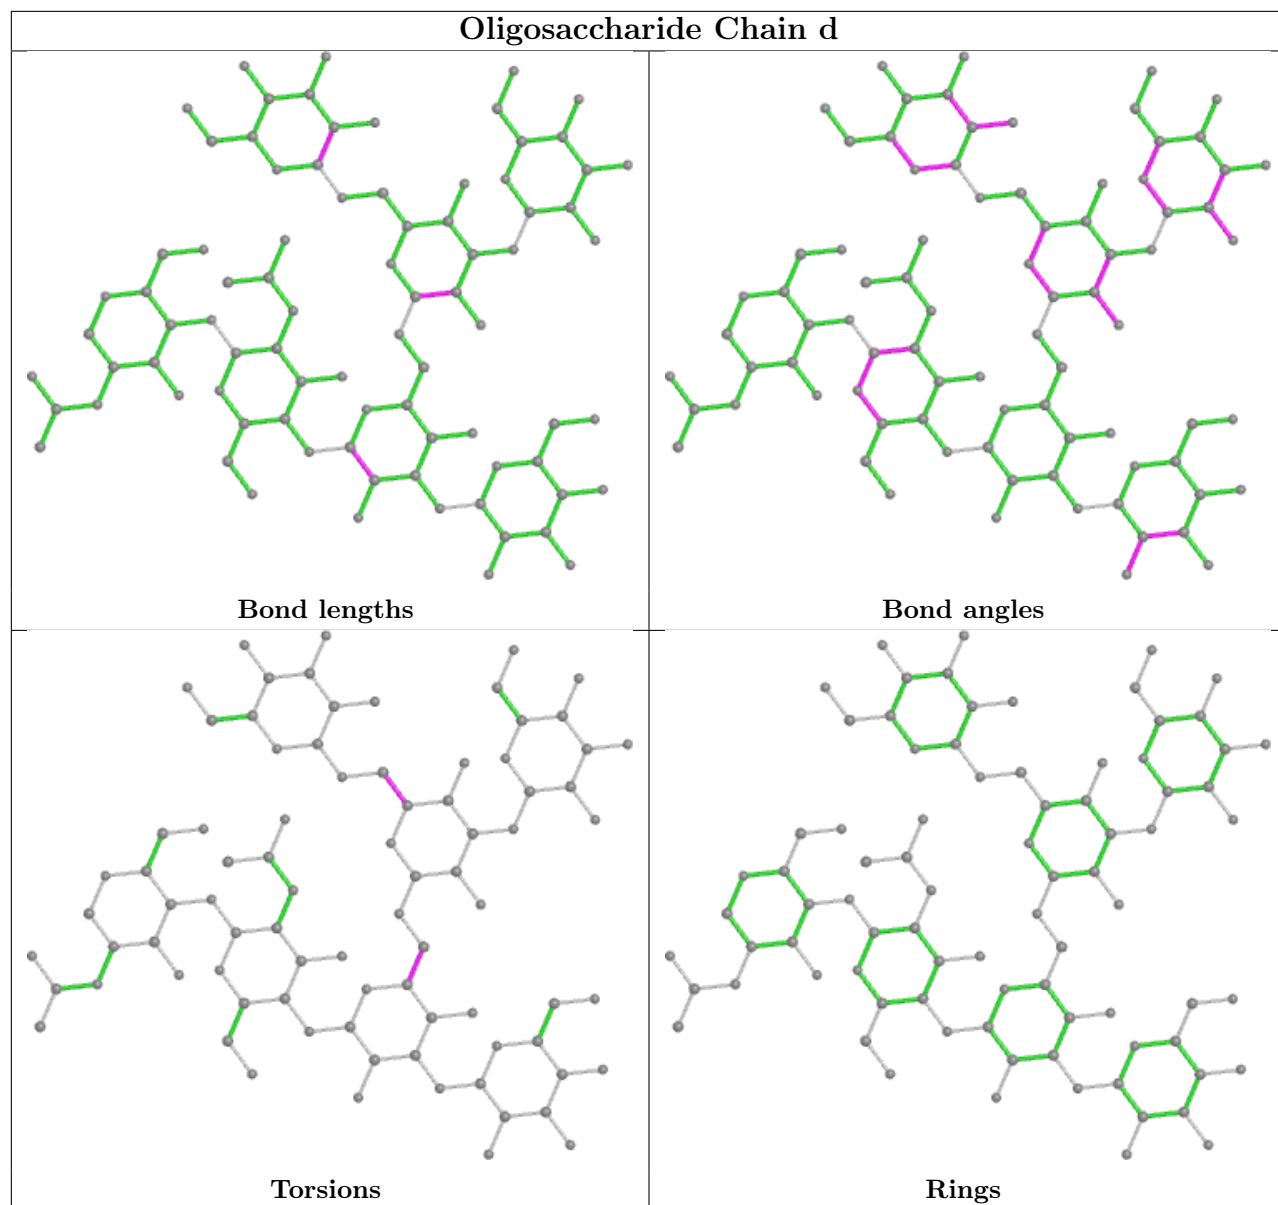 Oligosaccharide Chain d
Bond lengths
Bond angles
Torsions
Rings